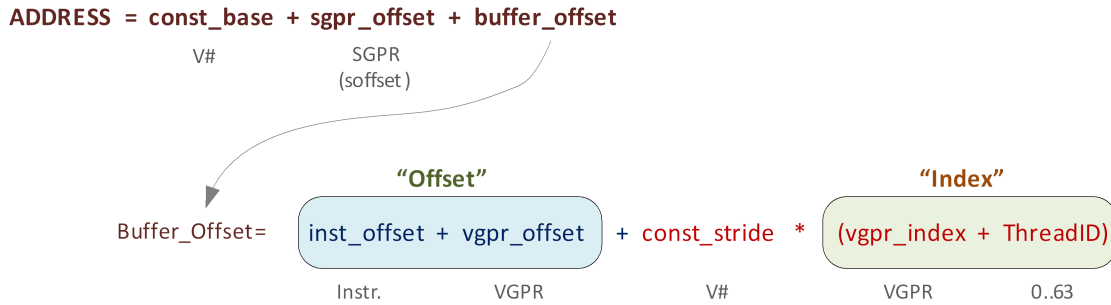 ADDRESS = const_base + sgpr_offset + buffer_offset
V# SGPR
(soffset)
“Offset” “Index”
Buffer_Offset= inst_offset + vgpr_offset + const_stride * (vgpr_index + ThreadID)
Instr. VGPR V# VGPR 0..63